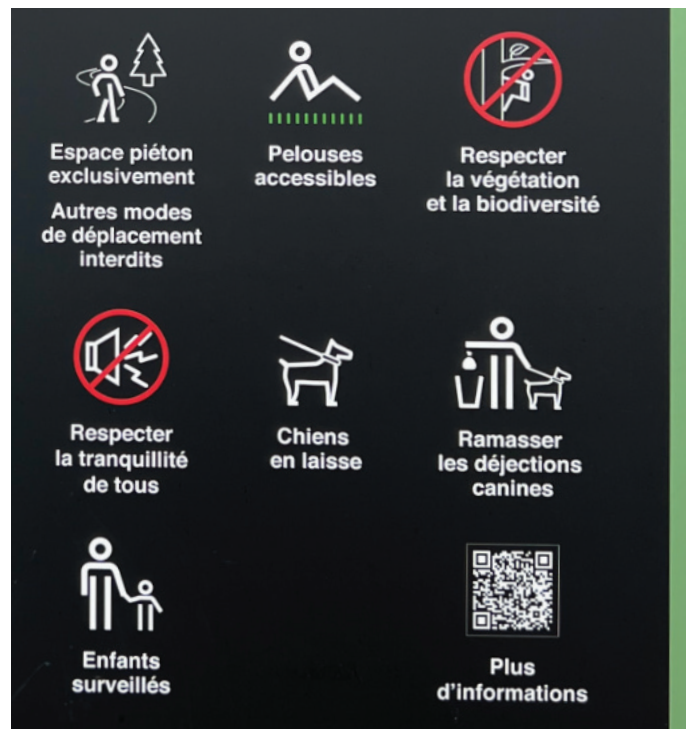 Espace piéton
exclusivement
Autres modes
de déplacement
interdits
Pelouses
accessibles
Respecter
la végétation
et la biodiversité
Respecter
la tranquillité
de tous
Chiens
en laisse
Ramasser
les déjections
canines
Enfants
surveillés
Plus
d'informations